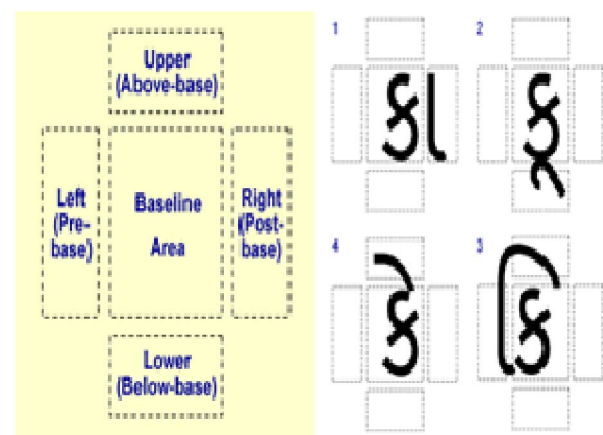 Upper
(Above-base)
Left
(Pre-
base)
Baseline
Area
Right
(Post-
base)
Lower
(Below-base)
1
કા
2
કૂ
4
કે
3
કિ